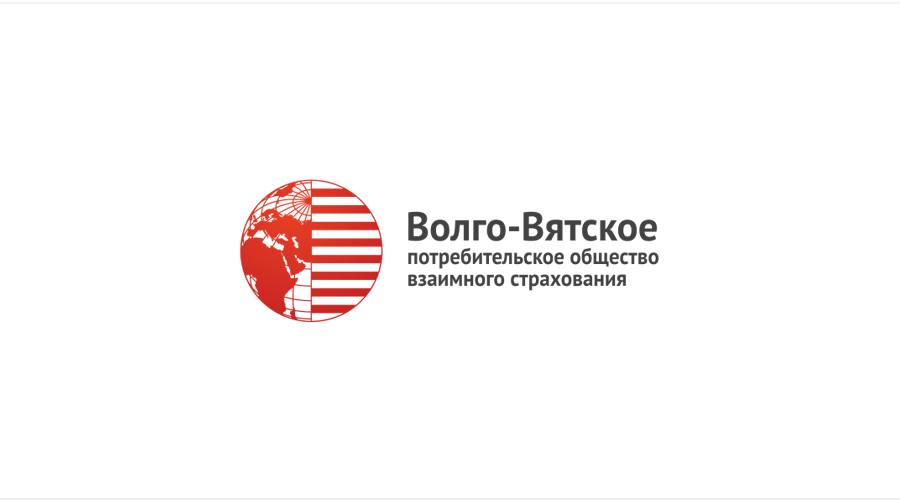 Волго-Вятское
потребительское общество
взаимного страхования